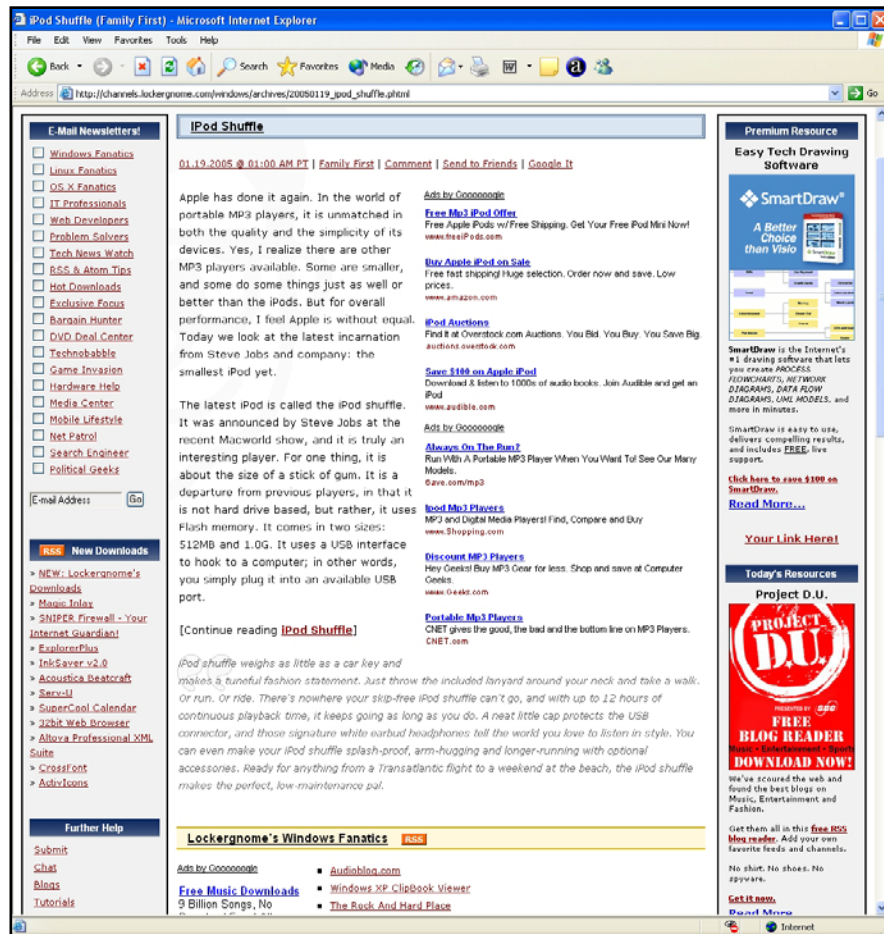 iPod Shuffle (Family First) - Microsoft Internet Explorer
File Edit View Favorites Tools Help
Back Search Favorites Media
Address http://channels.lockergnome.com/windows/archives/20050119_ipod_shuffle.phtml Go
E-Mail Newsletters!
Windows Fanatics
Linux Fanatics
OS X Fanatics
IT Professionals
Web Developers
Problem Solvers
Tech News Watch
RSS & Atom Tips
Hot Downloads
Exclusive Focus
Bargain Hunter
DVD Deal Center
Technobabble
Game Invasion
Hardware Help
Media Center
Mobile Lifestyle
Net Patrol
Search Engineer
Political Geeks
E-mail Address Go
RSS New Downloads
» NEW: Lockergnome's
Downloads
» Magic Inlay
» SNIPER Firewall - Your
Internet Guardian!
» ExplorerPlus
» InkSaver v2.0
» Acoustica Beatcraft
» Serv-U
» SuperCool Calendar
» 32bit Web Browser
» Altova Professional XML
Suite
» CrossFont
» ActivIcons
Further Help
Submit
Chat
Blogs
Tutorials
iPod Shuffle
01.19.2005 @ 01:00 AM PT | Family First | Comment | Send to Friends | Google It
Apple has done it again. In the world of
portable MP3 players, it is unmatched in
both the quality and the simplicity of its
devices. Yes, I realize there are other
MP3 players available. Some are smaller,
and some do some things just as well or
better than the iPods. But for overall
performance, I feel Apple is without equal.
Today we look at the latest incarnation
from Steve Jobs and company: the
smallest iPod yet.
The latest iPod is called the iPod shuffle.
It was announced by Steve Jobs at the
recent Macworld show, and it is truly an
interesting player. For one thing, it is
about the size of a stick of gum. It is a
departure from previous players, in that it
is not hard drive based, but rather, it uses
Flash memory. It comes in two sizes:
512MB and 1.0G. It uses a USB interface
to hook to a computer; in other words,
you simply plug it into an available USB
port.
[Continue reading iPod Shuffle]
Ads by Goooooogle
Free Mp3 iPod Offer
Free Apple iPods w/Free Shipping. Get Your Free iPod Mini Now!
www.freeiPods.com
Buy Apple iPod on Sale
Free fast shipping! Huge selection. Order now and save. Low
prices.
www.amazon.com
iPod Auctions
Find It at Overstock.com Auctions. You Bid. You Buy. You Save Big.
auctions.overstock.com
Save $100 on Apple iPod
Download & listen to 1000s of audio books. Join Audible and get an
iPod
www.audible.com
Ads by Goooooogle
Always On The Run?
Run With A Portable MP3 Player When You Want To! See Our Many
Models.
6ave.com/mp3
Ipod Mp3 Players
MP3 and Digital Media Players! Find, Compare and Buy
www.Shopping.com
Discount MP3 Players
Hey Geeks! Buy MP3 Gear for less. Shop and save at Computer
Geeks.
www.Geeks.com
Portable Mp3 Players
CNET gives the good, the bad and the bottom line on MP3 Players.
CNET.com
iPod shuffle weighs as little as a car key and
makes a tuneful fashion statement. Just throw the included lanyard around your neck and take a walk.
Or run. Or ride. There's nowhere your skip-free iPod shuffle can't go, and with up to 12 hours of
continuous playback time, it keeps going as long as you do. A neat little cap protects the USB
connector, and those signature white earbud headphones tell the world you love to listen in style. You
can even make your iPod shuffle splash-proof, arm-hugging and longer-running with optional
accessories. Ready for anything from a Transatlantic flight to a weekend at the beach, the iPod shuffle
makes the perfect, low-maintenance pal.
Lockergnome's Windows Fanatics RSS
Ads by Goooooogle
Free Music Downloads
9 Billion Songs, No
Audioblog.com
Windows XP ClipBook Viewer
The Rock And Hard Place
Premium Resource
Easy Tech Drawing
Software
SmartDraw®
A Better
Choice
than Visio
SmartDraw is the Internet's
#1 drawing software that lets
you create PROCESS
FLOWCHARTS, NETWORK
DIAGRAMS, DATA FLOW
DIAGRAMS, UML MODELS, and
more in minutes.
SmartDraw is easy to use,
delivers compelling results,
and includes FREE, live
support.
Click here to save $100 on
SmartDraw.
Read More...
Your Link Here!
Today's Resources
Project D.U.
PROJECT
D.U.
PRESENTED BY spe
FREE
BLOG READER
Music • Entertainment • Sports
DOWNLOAD NOW!
We've scoured the web and
found the best blogs on
Music, Entertainment and
Fashion.
Get them all in this free RSS
blog reader. Add your own
favorite feeds and channels.
No shirt. No shoes. No
spyware.
Get it now.
Read More
Internet